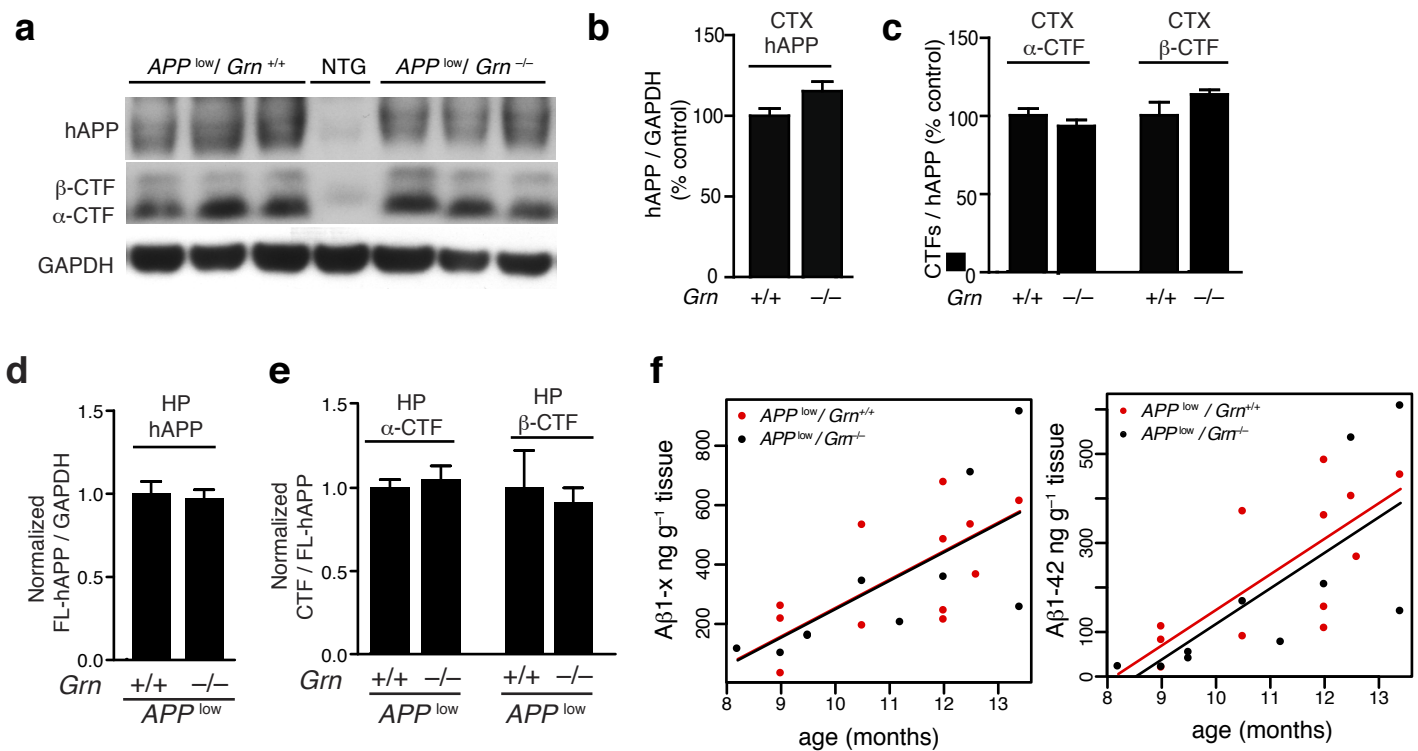 a
APP low/ Grn +/+ NTG APP low/ Grn –/–
hAPP
β-CTF
α-CTF
GAPDH
b
CTX
hAPP
hAPP / GAPDH
(% control)
150
100
50
0
Grn +/+ –/–
c
CTX CTX
α-CTF β-CTF
CTFs / hAPP (% control)
150
100
50
0
Grn +/+ –/– +/+ –/–
d
HP
hAPP
Normalized
FL-hAPP / GAPDH
1.5
1.0
0.5
0.0
Grn +/+ –/–
APP low
e
HP HP
α-CTF β-CTF
Normalized
CTF / FL-hAPP
1.5
1.0
0.5
0.0
Grn +/+ –/– +/+ –/–
APP low APP low
f
APP low / Grn+/+
APP low / Grn–/–
Aβ1-x ng g–1 tissue
800
600
400
200
8 9 10 11 12 13
age (months)
APP low / Grn+/+
APP low / Grn–/–
Aβ1-42 ng g–1 tissue
500
300
100
0
8 9 10 11 12 13
age (months)